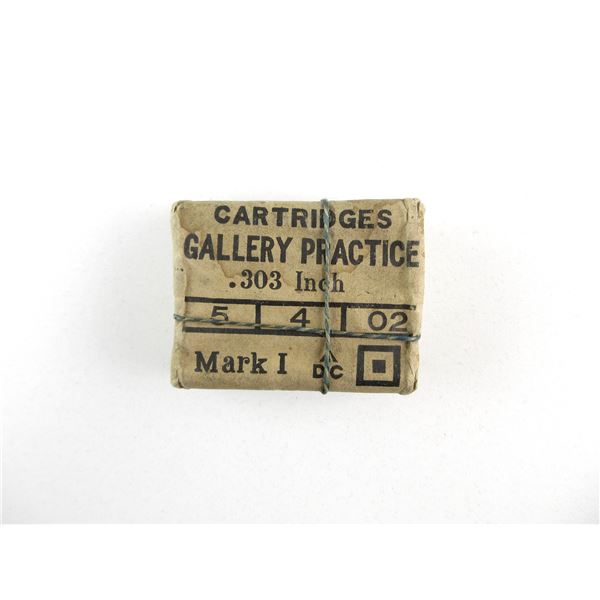 CARTRIDGES
GALLERY PRACTICE
.303 Inch
5 4 02
Mark I DC